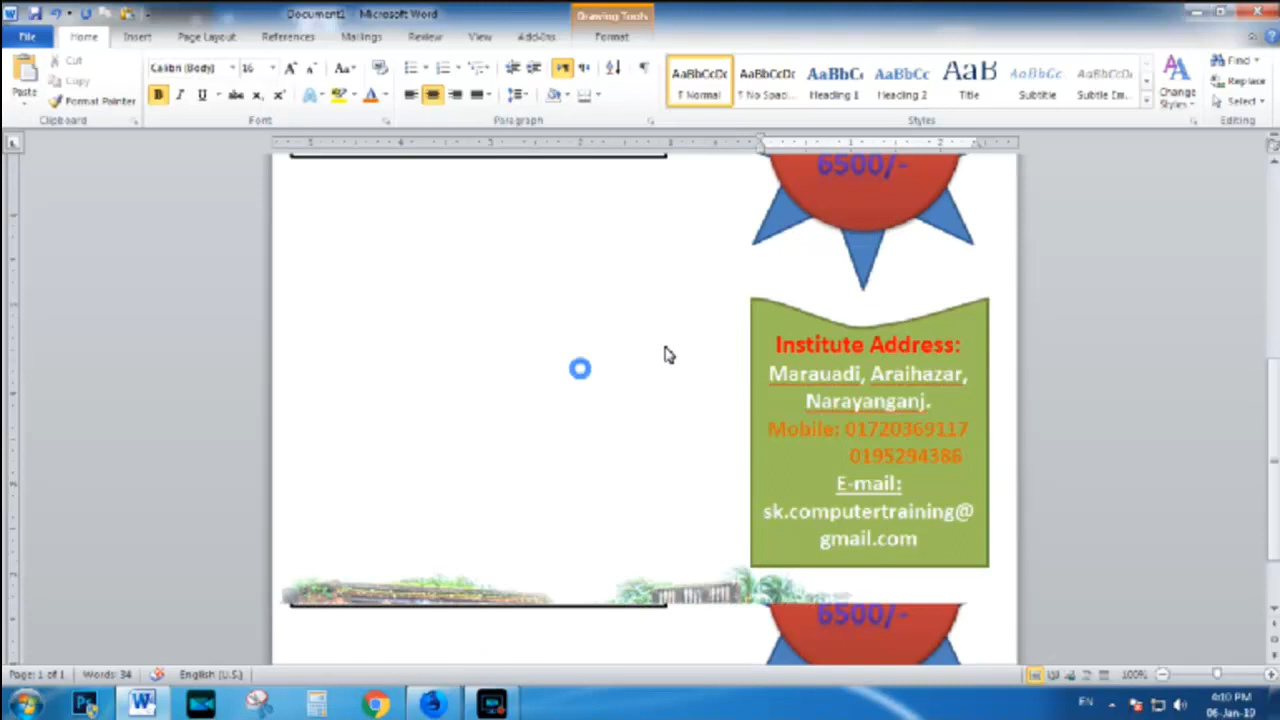 Document1 - Microsoft Word
Drawing Tools
File Home Insert Page Layout References Mailings Review View Add-Ins Format
Paste
Cut
Copy
Format Painter
Clipboard
Calibri (Body) 16
Font
Paragraph
AaBbCcDc AaBbCcDc AaBbCc AaBbCc AaB AaBbCcI AaBbCcDc
¶ Normal ¶ No Spaci... Heading 1 Heading 2 Title Subtitle Subtle Em...
Change Styles
Styles
Find
Replace
Select
Editing
6500/-
Institute Address:
Marauadi, Araihazar,
Narayanganj.
Mobile: 01720369117
0195294386
E-mail:
sk.computertraining@
gmail.com
6500/-
Page: 1 of 1 Words: 34 English (U.S.) 100%
EN
4:10 PM
06-Jan-19